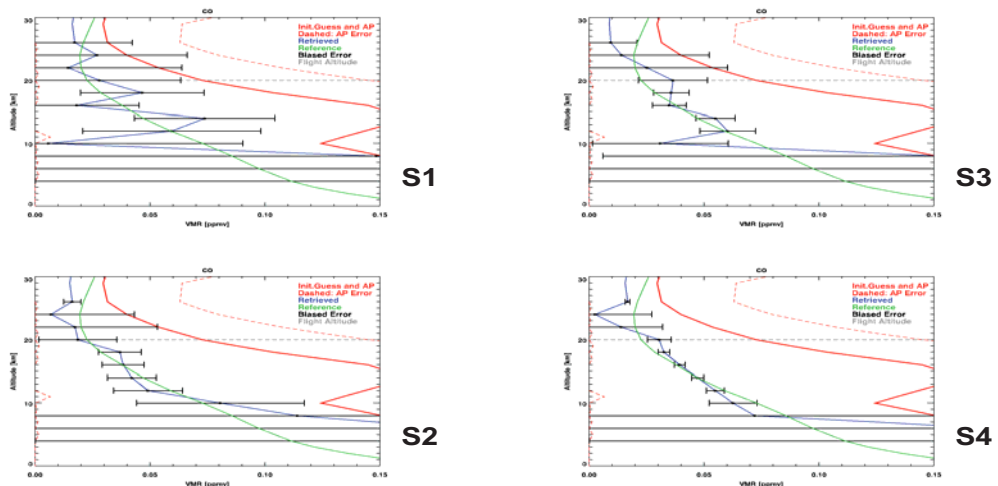 CO
Init.Guess and AP
Dashed: AP Error
Retrieved
Reference
Biased Error
Flight Altitude
Altitude [km]
30
20
10
0
0.00
0.05
0.10
0.15
VMR [ppmv]
S1
CO
Init.Guess and AP
Dashed: AP Error
Retrieved
Reference
Biased Error
Flight Altitude
Altitude [km]
30
20
10
0
0.00
0.05
0.10
0.15
VMR [ppmv]
S3
CO
Init.Guess and AP
Dashed: AP Error
Retrieved
Reference
Biased Error
Flight Altitude
Altitude [km]
30
20
10
0
0.00
0.05
0.10
0.15
VMR [ppmv]
S2
CO
Init.Guess and AP
Dashed: AP Error
Retrieved
Reference
Biased Error
Flight Altitude
Altitude [km]
30
20
10
0
0.00
0.05
0.10
0.15
VMR [ppmv]
S4